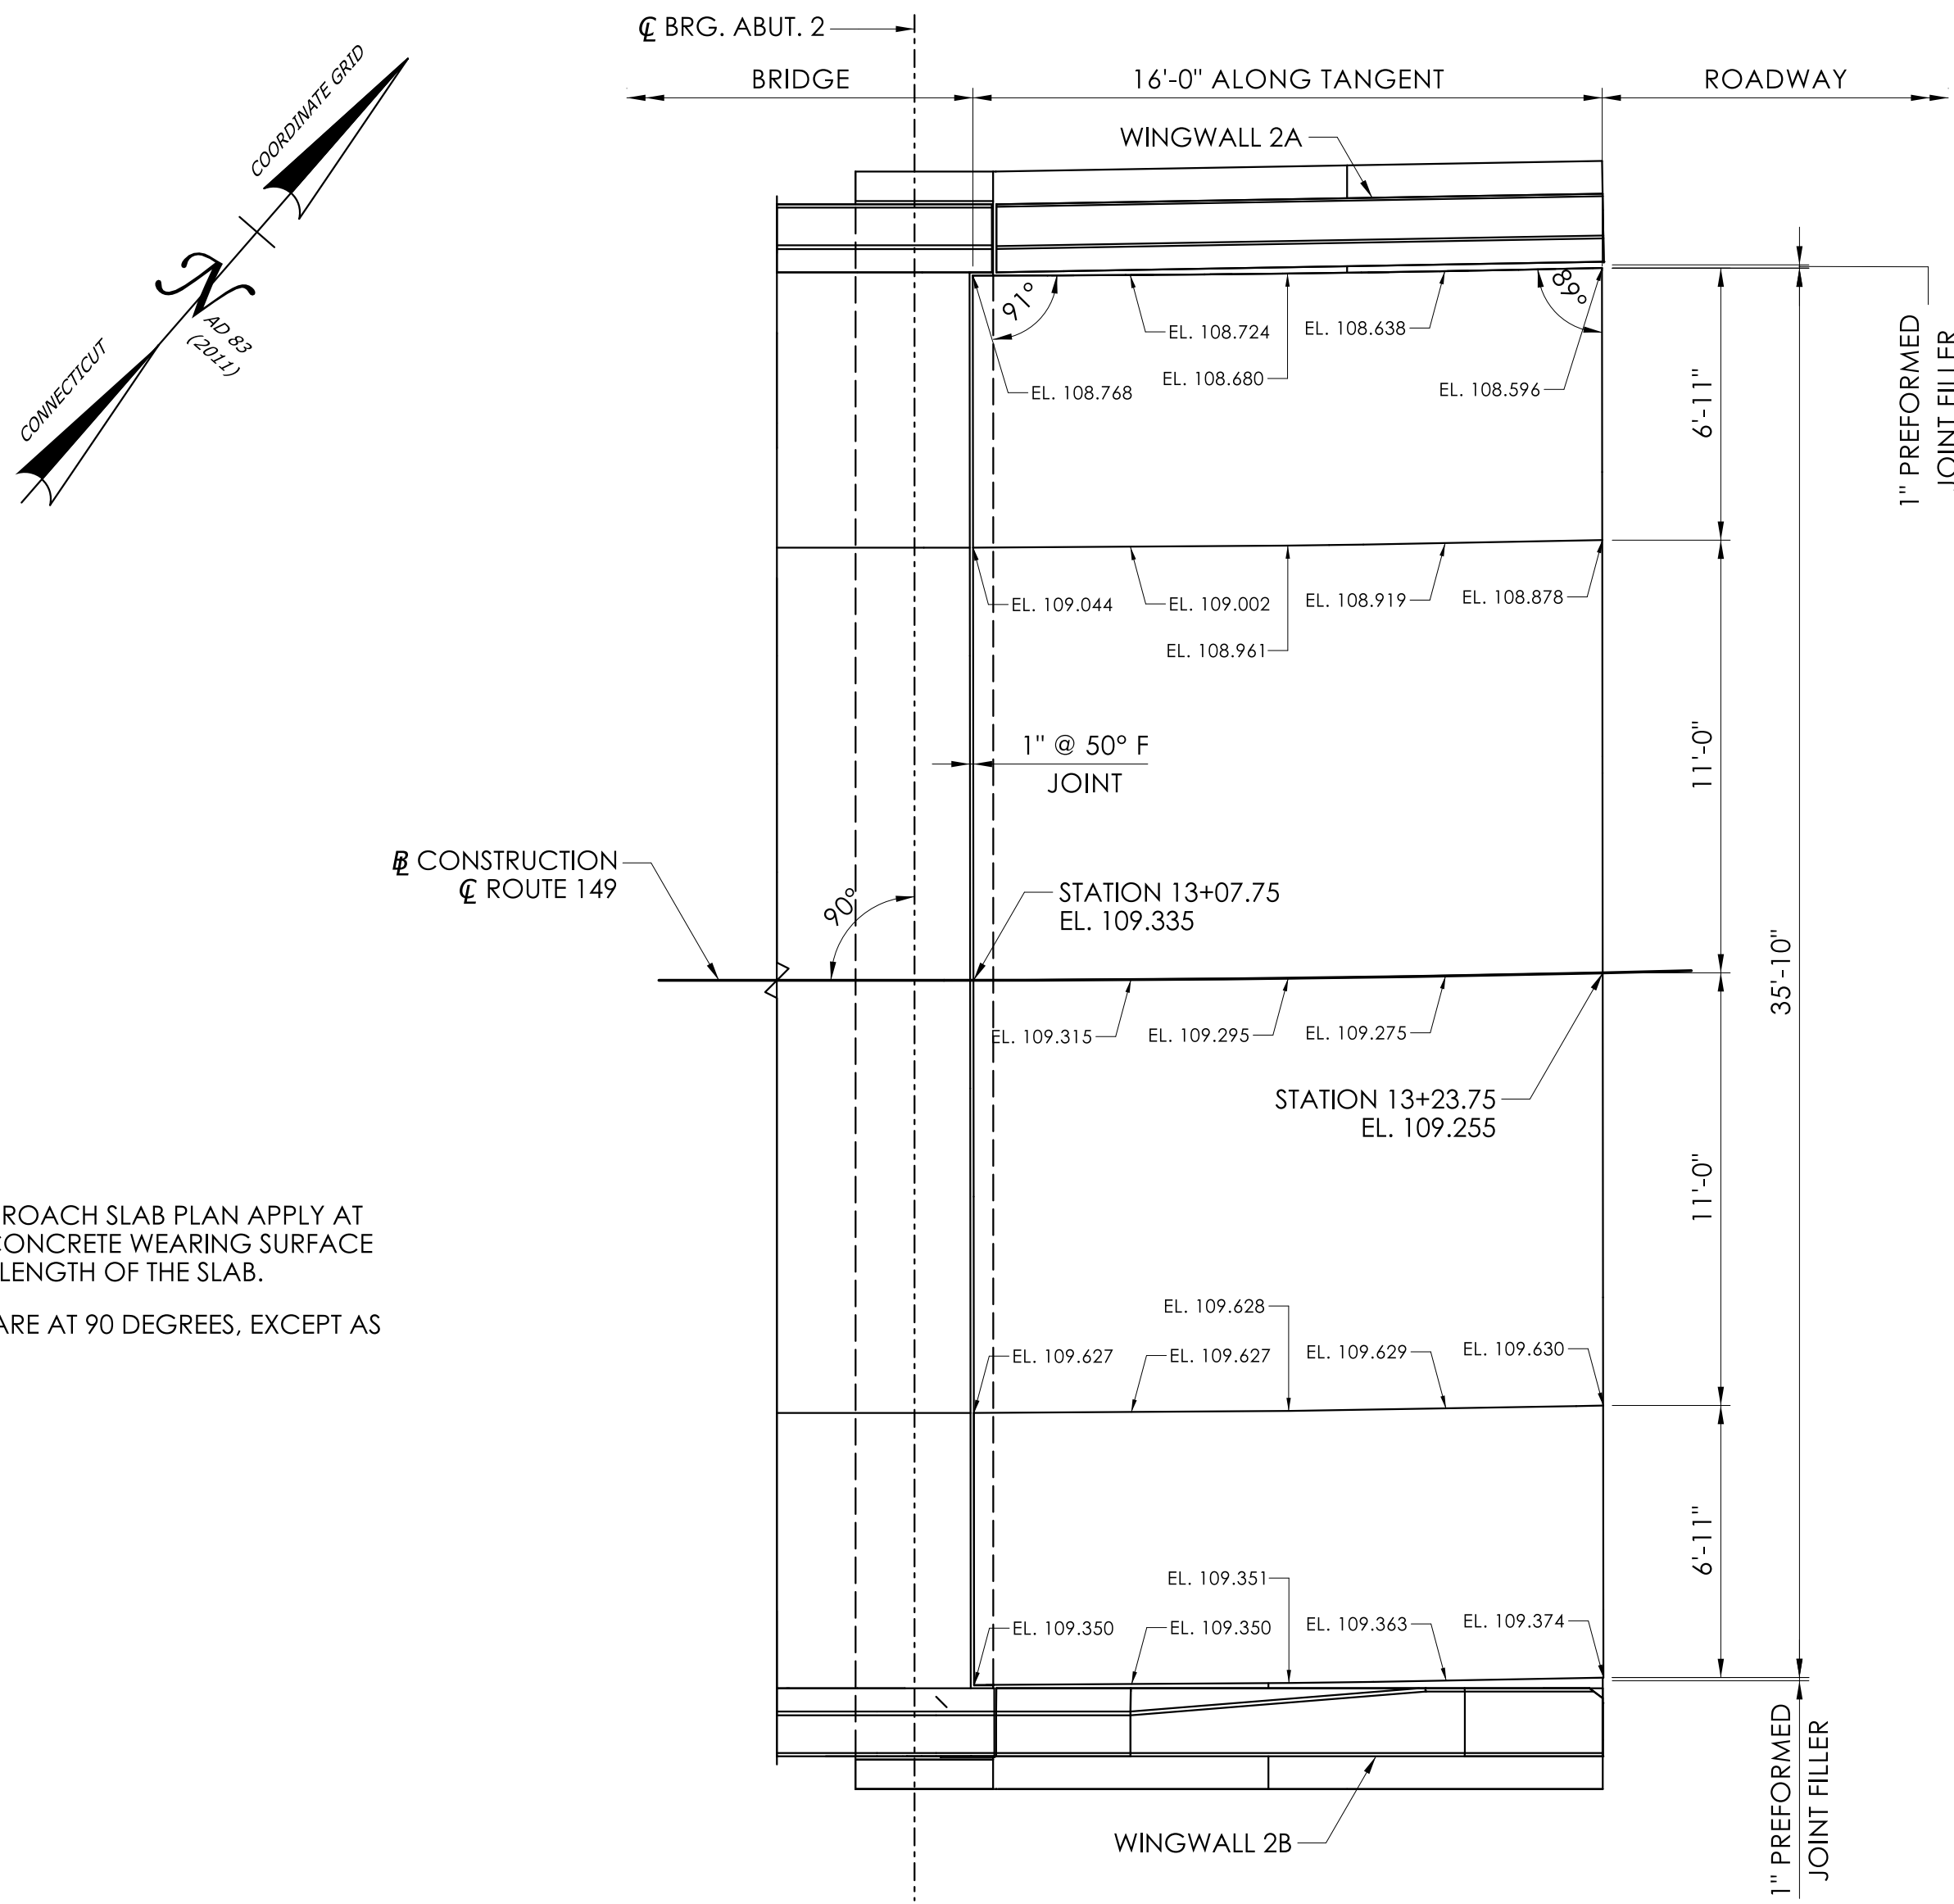 ℄ BRG. ABUT. 2
BRIDGE
16'-0" ALONG TANGENT
ROADWAY
WINGWALL 2A
COORDINATE GRID
N
AD 83
(2011)
CONNECTICUT
91°
89°
EL. 108.724
EL. 108.638
EL. 108.680
EL. 108.768
EL. 108.596
6'-11"
1" PREFORMED
JOINT FILLER
EL. 109.044
EL. 109.002
EL. 108.919
EL. 108.878
EL. 108.961
11'-0"
1" @ 50° F
JOINT
BL CONSTRUCTION
℄ ROUTE 149
90°
STATION 13+07.75
EL. 109.335
35'-10"
EL. 109.315
EL. 109.295
EL. 109.275
STATION 13+23.75
EL. 109.255
11'-0"
ROACH SLAB PLAN APPLY AT
CONCRETE WEARING SURFACE
LENGTH OF THE SLAB.
ARE AT 90 DEGREES, EXCEPT AS
EL. 109.628
EL. 109.627
EL. 109.627
EL. 109.629
EL. 109.630
6'-11"
EL. 109.351
EL. 109.350
EL. 109.350
EL. 109.363
EL. 109.374
1" PREFORMED
JOINT FILLER
WINGWALL 2B